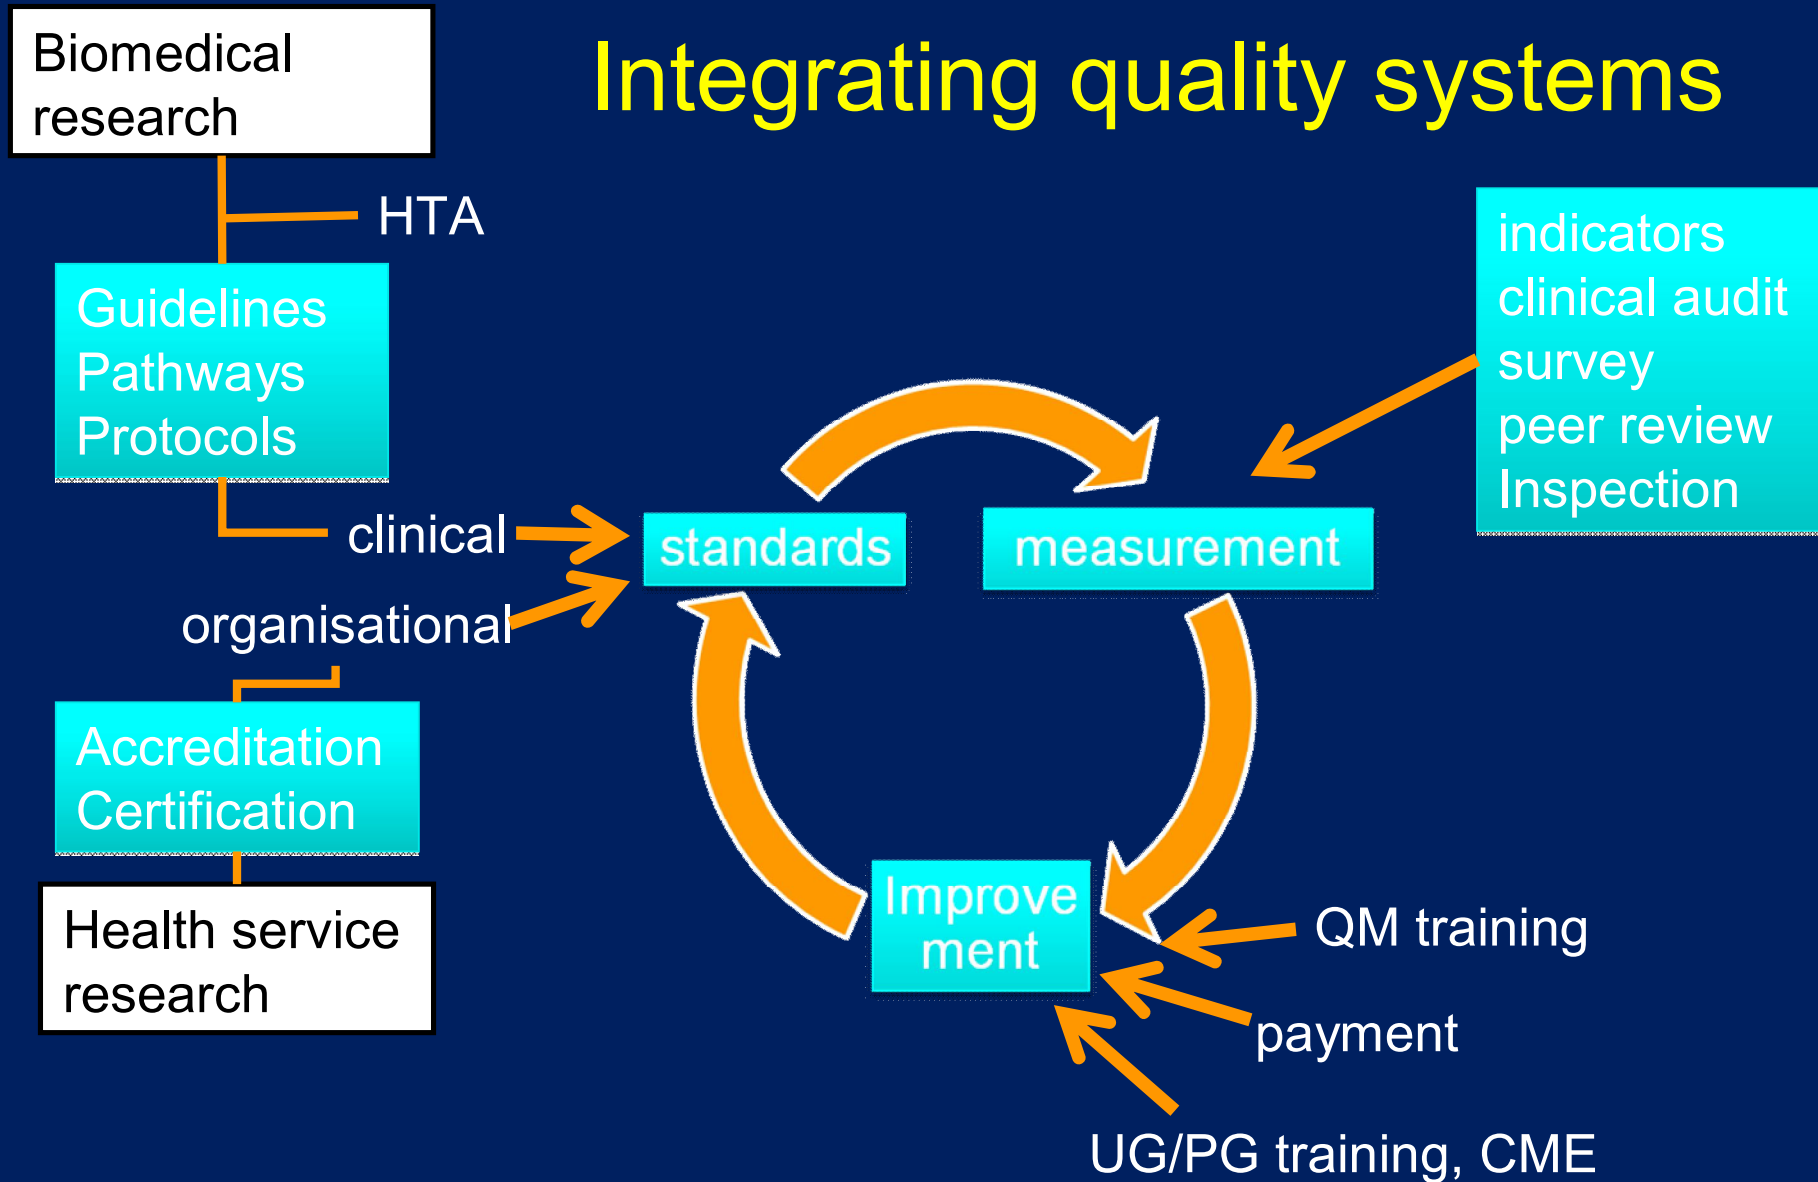 Integrating quality systems
Biomedical
research
HTA
Guidelines
Pathways
Protocols
clinical
organisational
Accreditation
Certification
Health service
research
standards
measurement
Improve
ment
indicators
clinical audit
survey
peer review
Inspection
QM training
payment
UG/PG training, CME